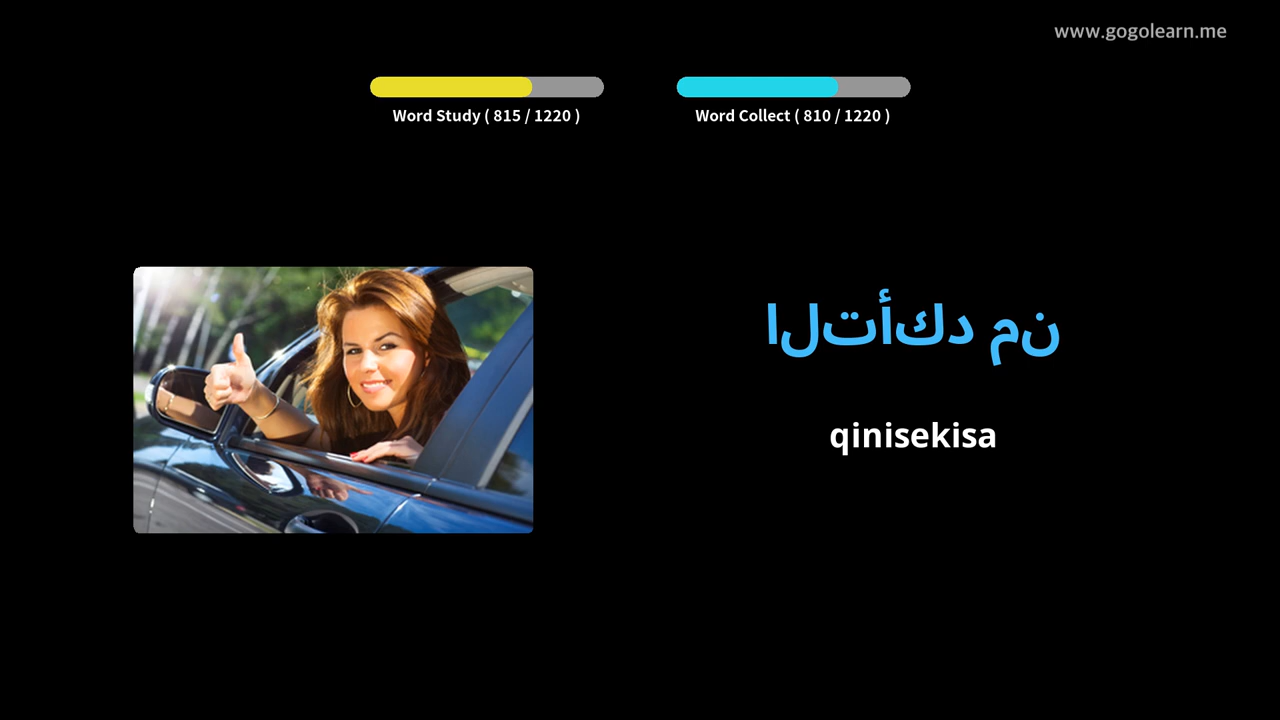 www.gogolearn.me
Word Study ( 815 / 1220 )
Word Collect ( 810 / 1220 )
التأكد من
qinisekisa